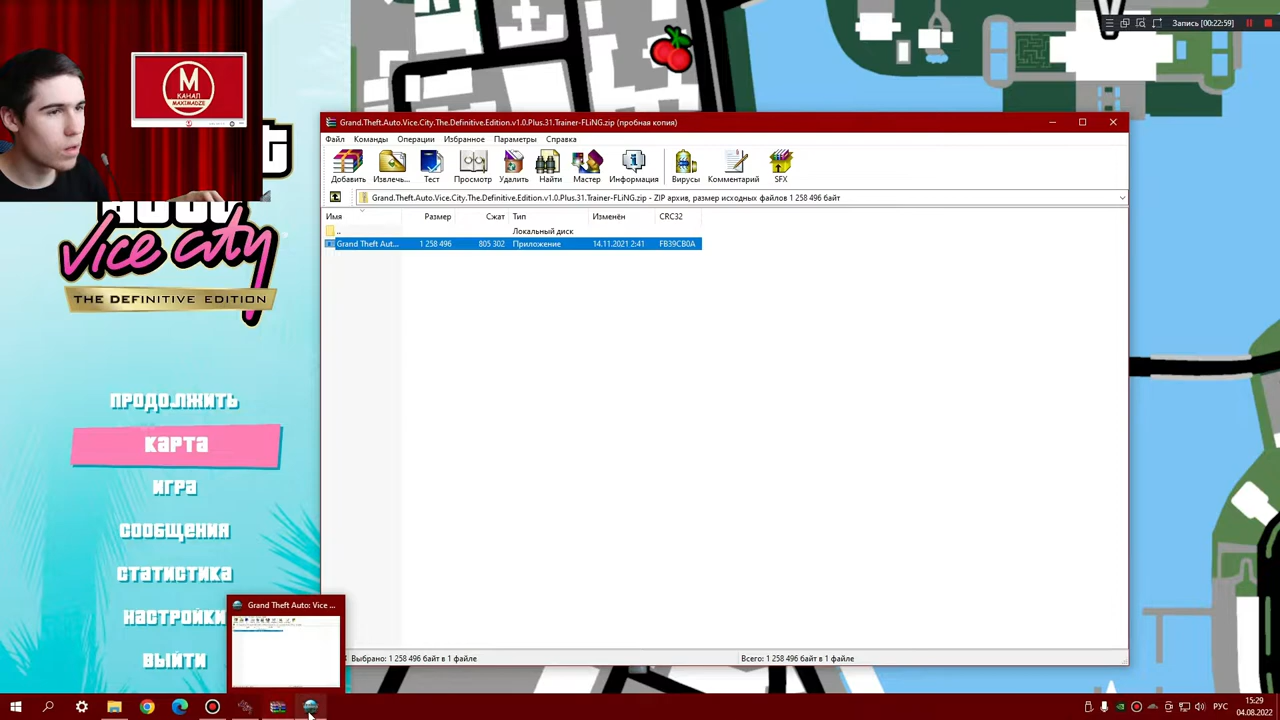 Запись [00:22:59]
M
КАНАЛ
MAXIMADZE
Grand.Theft.Auto.Vice.City.The.Definitive.Edition.v1.0.Plus.31.Trainer-FLiNG.zip (пробная копия)
Файл Команды Операции Избранное Параметры Справка
Добавить Извлечь... Тест Просмотр Удалить Найти Мастер Информация Вирусы Комментарий SFX
Grand.Theft.Auto.Vice.City.The.Definitive.Edition.v1.0.Plus.31.Trainer-FLiNG.zip - ZIP архив, размер исходных файлов 1 258 496 байт
Имя Размер Сжат Тип Изменён CRC32
.. Локальный диск
Grand Theft Aut... 1 258 496 805 302 Приложение 14.11.2021 2:41 FB39CB0A
auto
Vice City
THE DEFINITIVE EDITION
ПРОДОЛЖИТЬ
КАРТА
ИГРА
СООБЩЕНИЯ
СТАТИСТИКА
НАСТРОЙКИ
ВЫЙТИ
Grand Theft Auto: Vice ...
Выбрано: 1 258 496 байт в 1 файле
Всего: 1 258 496 байт в 1 файле
РУС
15:29
04.08.2022